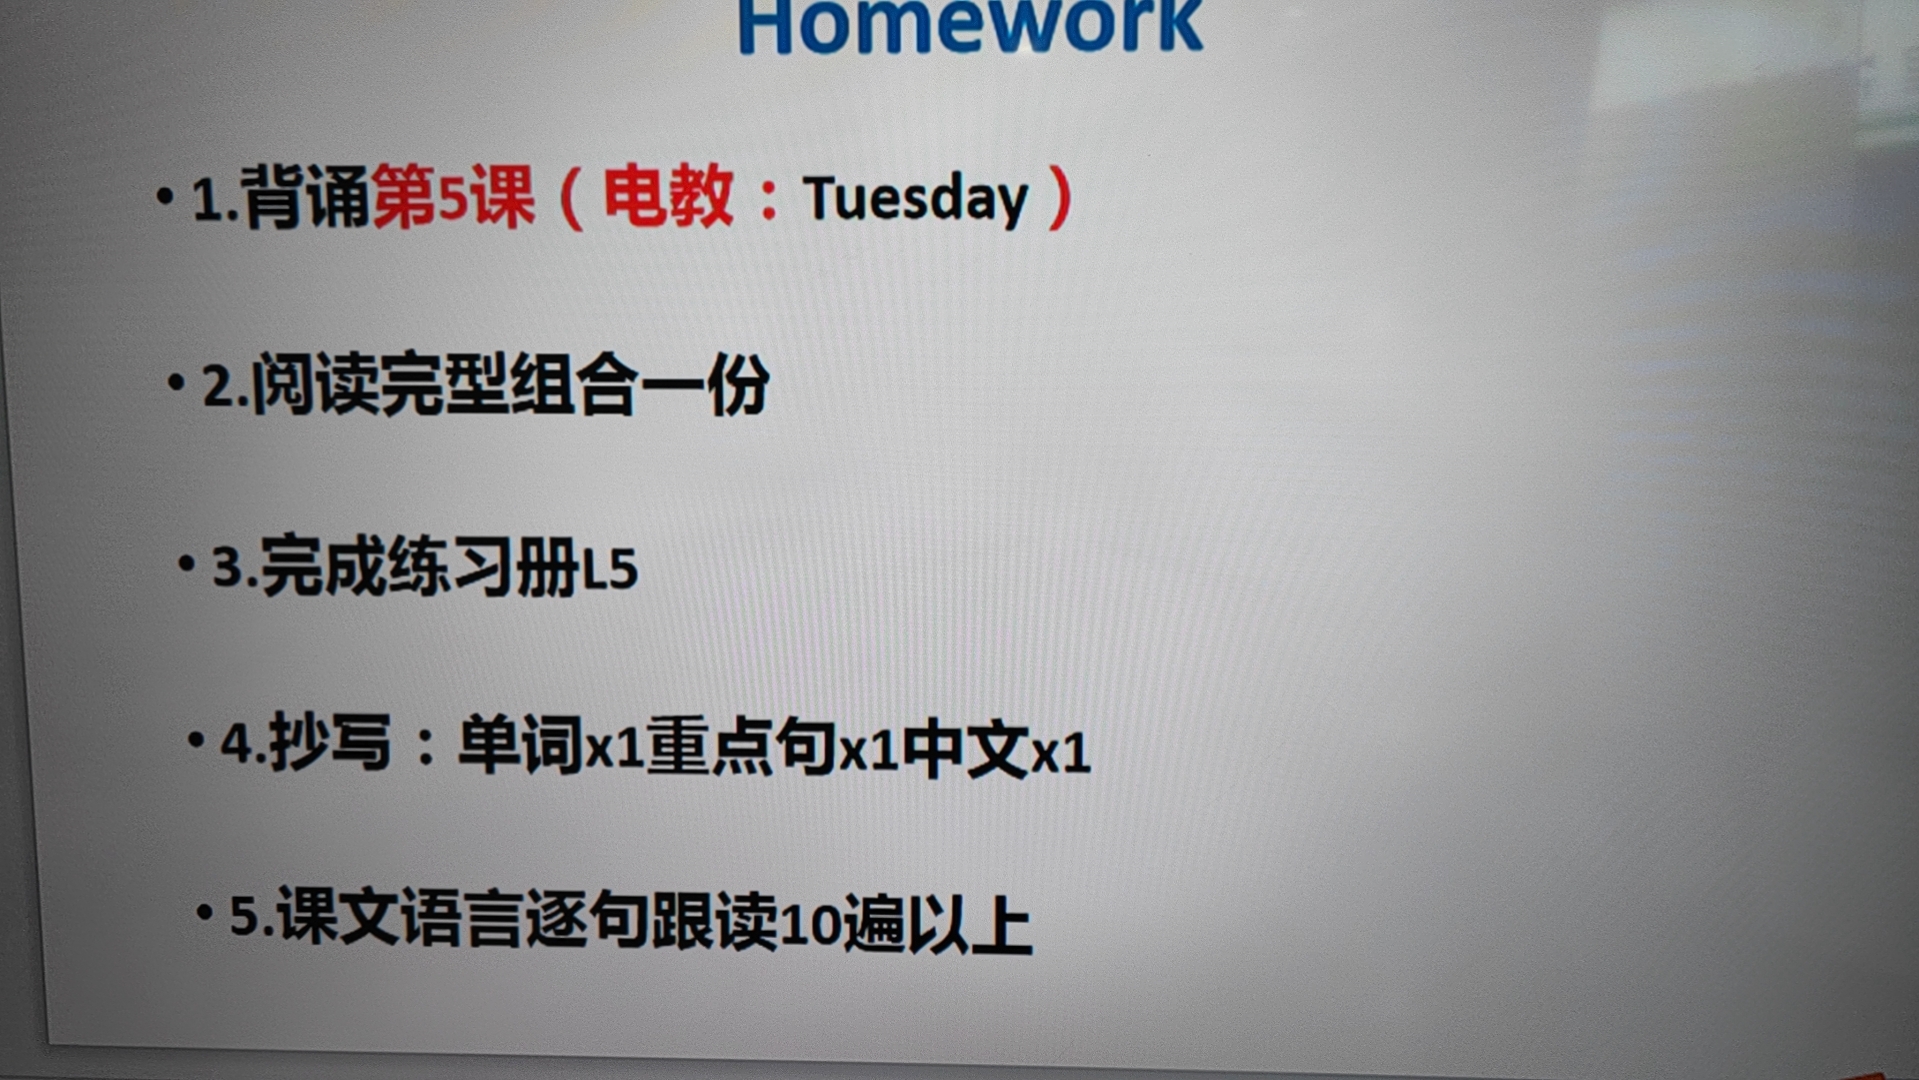 Homework
• 1.背诵第5课（电教：Tuesday）
• 2.阅读完型组合一份
• 3.完成练习册L5
• 4.抄写：单词x1重点句x1中文x1
• 5.课文语言逐句跟读10遍以上